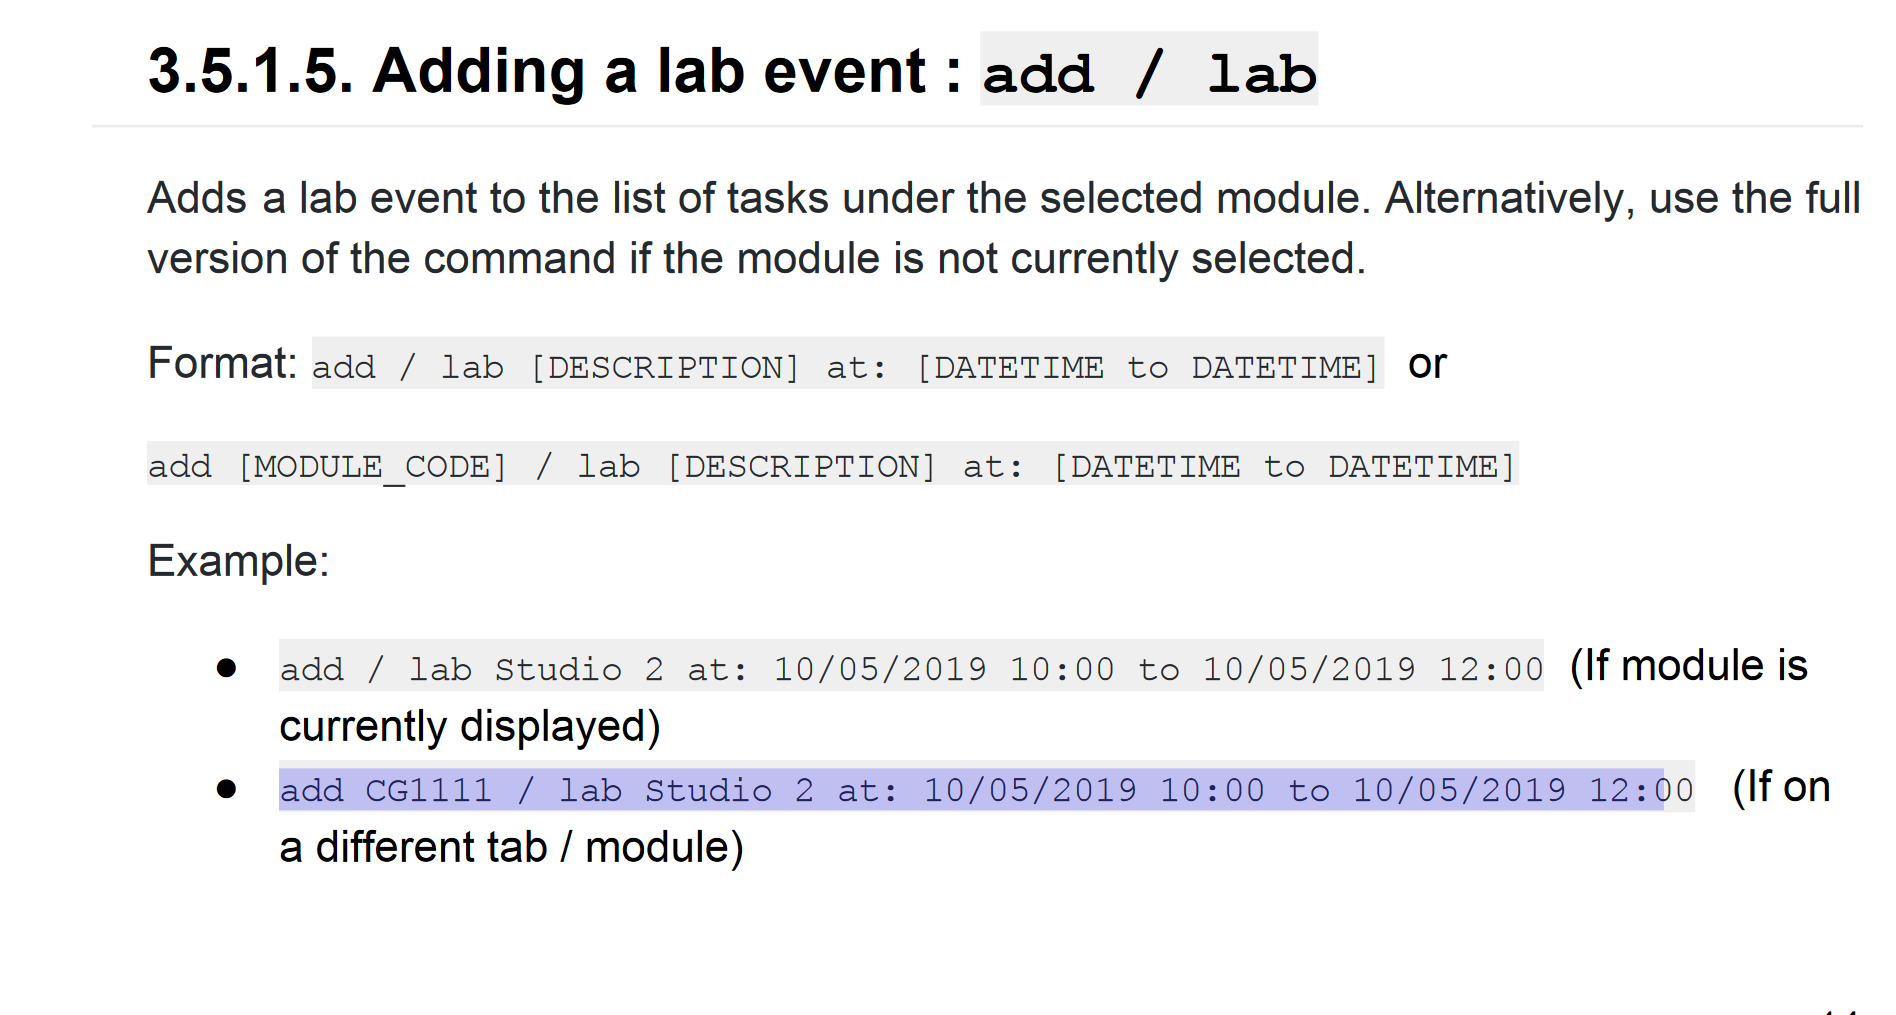 3.5.1.5. Adding a lab event : add / lab
Adds a lab event to the list of tasks under the selected module. Alternatively, use the full
version of the command if the module is not currently selected.
Format: add / lab [DESCRIPTION] at: [DATETIME to DATETIME] or
add [MODULE_CODE] / lab [DESCRIPTION] at: [DATETIME to DATETIME]
Example:
● add / lab Studio 2 at: 10/05/2019 10:00 to 10/05/2019 12:00 (If module is
currently displayed)
● add CG1111 / lab Studio 2 at: 10/05/2019 10:00 to 10/05/2019 12:00 (If on
a different tab / module)